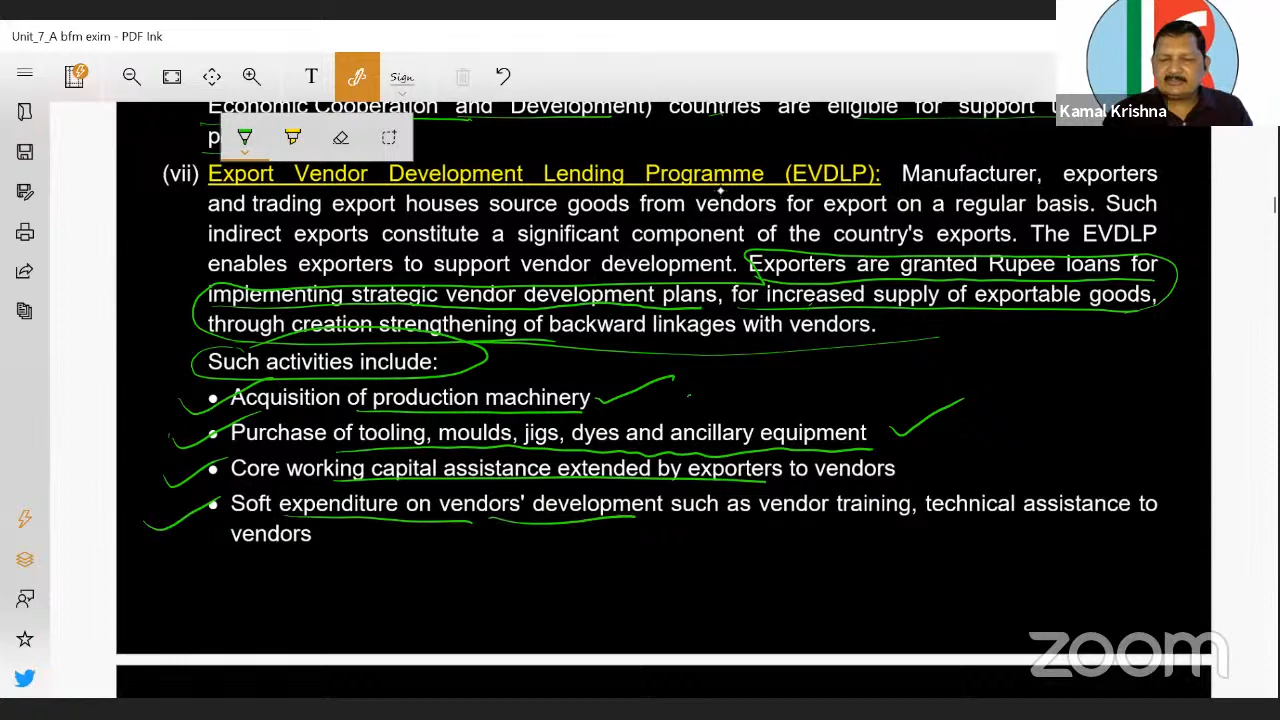 Unit_7_A bfm exim - PDF Ink
T
Sign
Kamal Krishna
Economic Cooperation and Development) countries are eligible for support
(vii) Export Vendor Development Lending Programme (EVDLP): Manufacturer, exporters
and trading export houses source goods from vendors for export on a regular basis. Such
indirect exports constitute a significant component of the country's exports. The EVDLP
enables exporters to support vendor development. Exporters are granted Rupee loans for
implementing strategic vendor development plans, for increased supply of exportable goods,
through creation strengthening of backward linkages with vendors.
Such activities include:
• Acquisition of production machinery
• Purchase of tooling, moulds, jigs, dyes and ancillary equipment
• Core working capital assistance extended by exporters to vendors
• Soft expenditure on vendors' development such as vendor training, technical assistance to
vendors
zoom